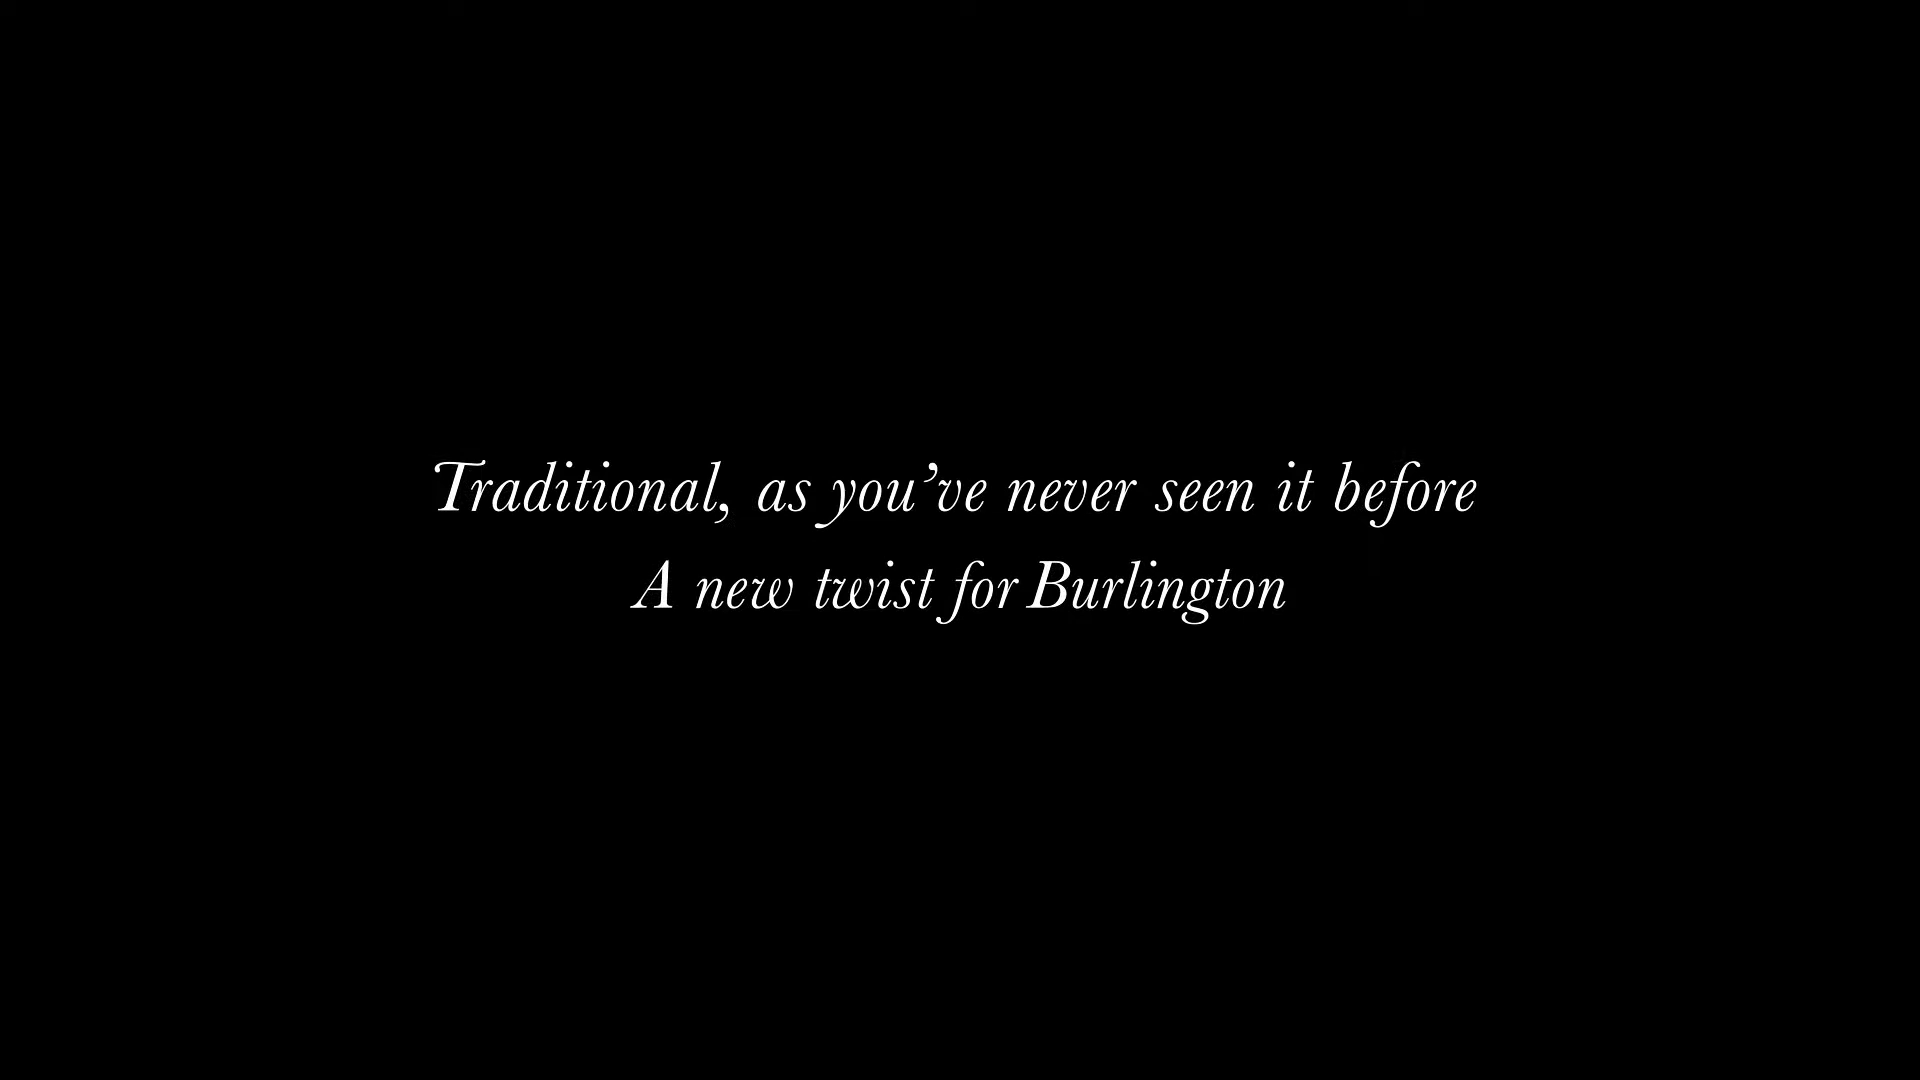 Traditional, as you’ve never seen it before
A new twist for Burlington